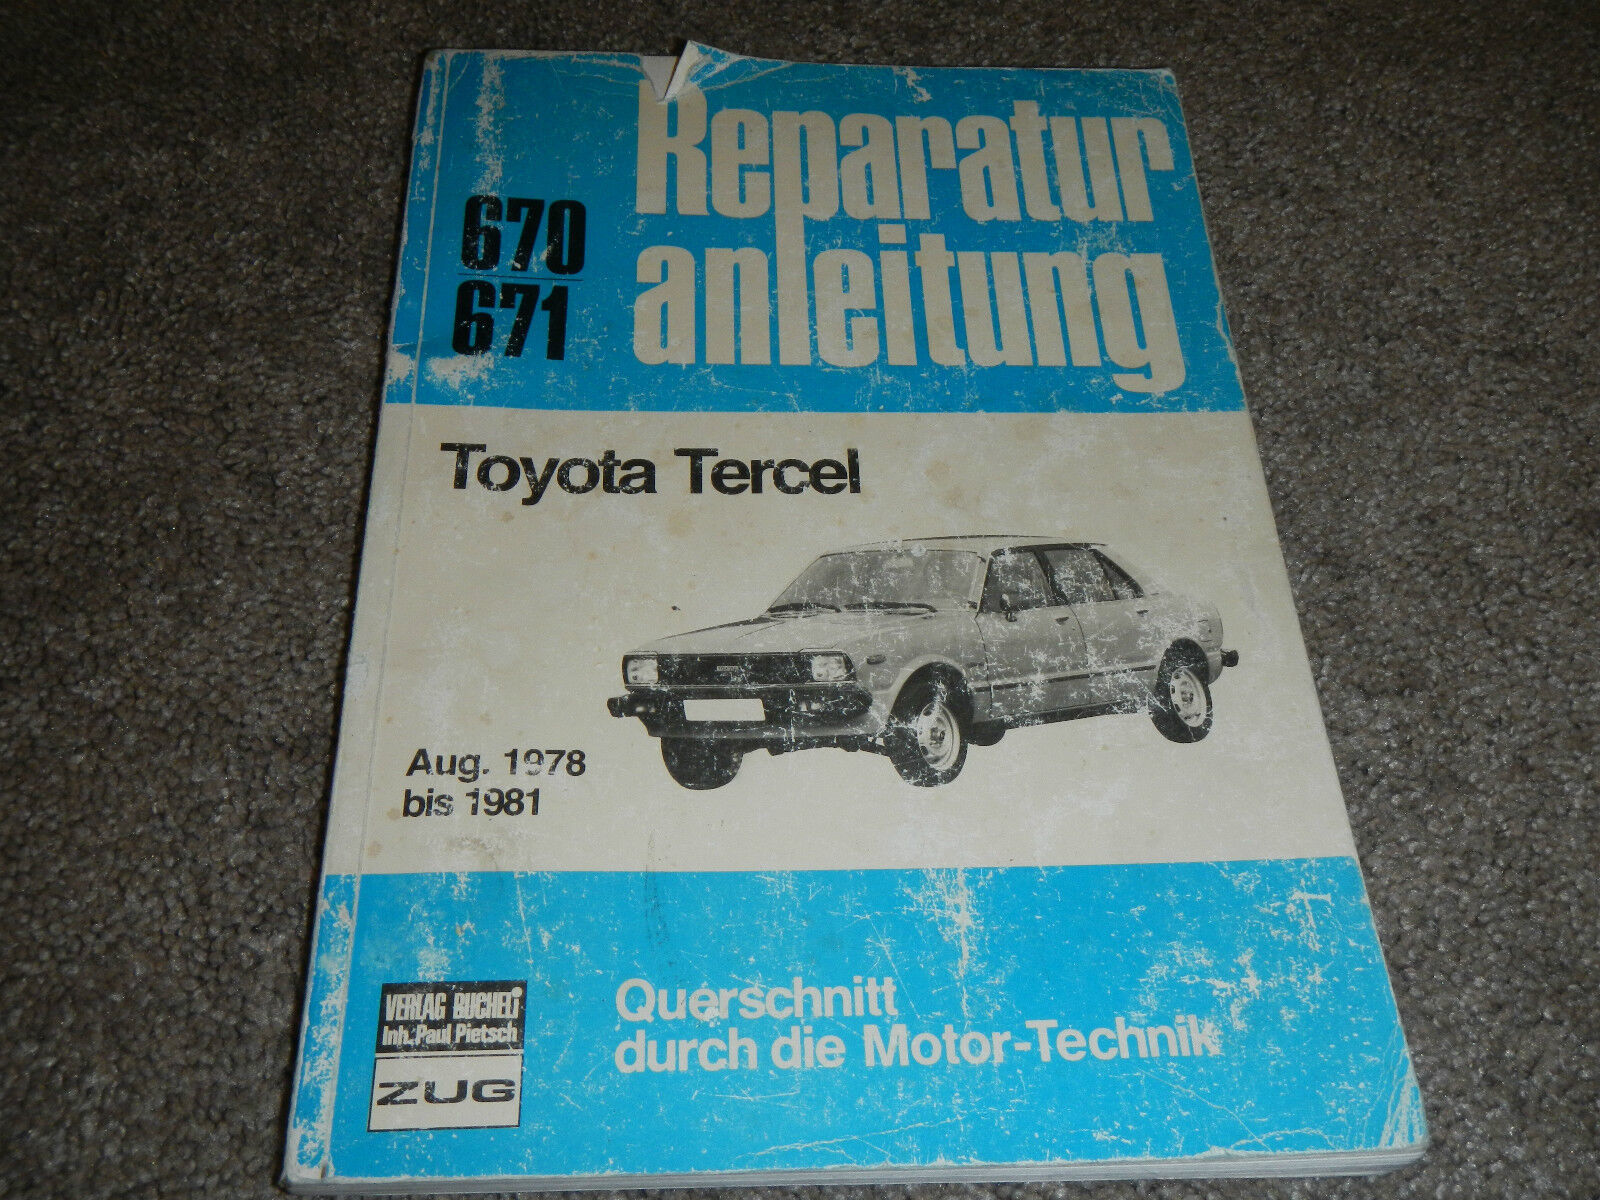 Reparatur
anleitung
670
671
Toyota Tercel
TOYOTA
Aug. 1978
bis 1981
VERLAG BUCHELI
Inh. Paul Pietsch
ZUG
Querschnitt
durch die Motor-Technik